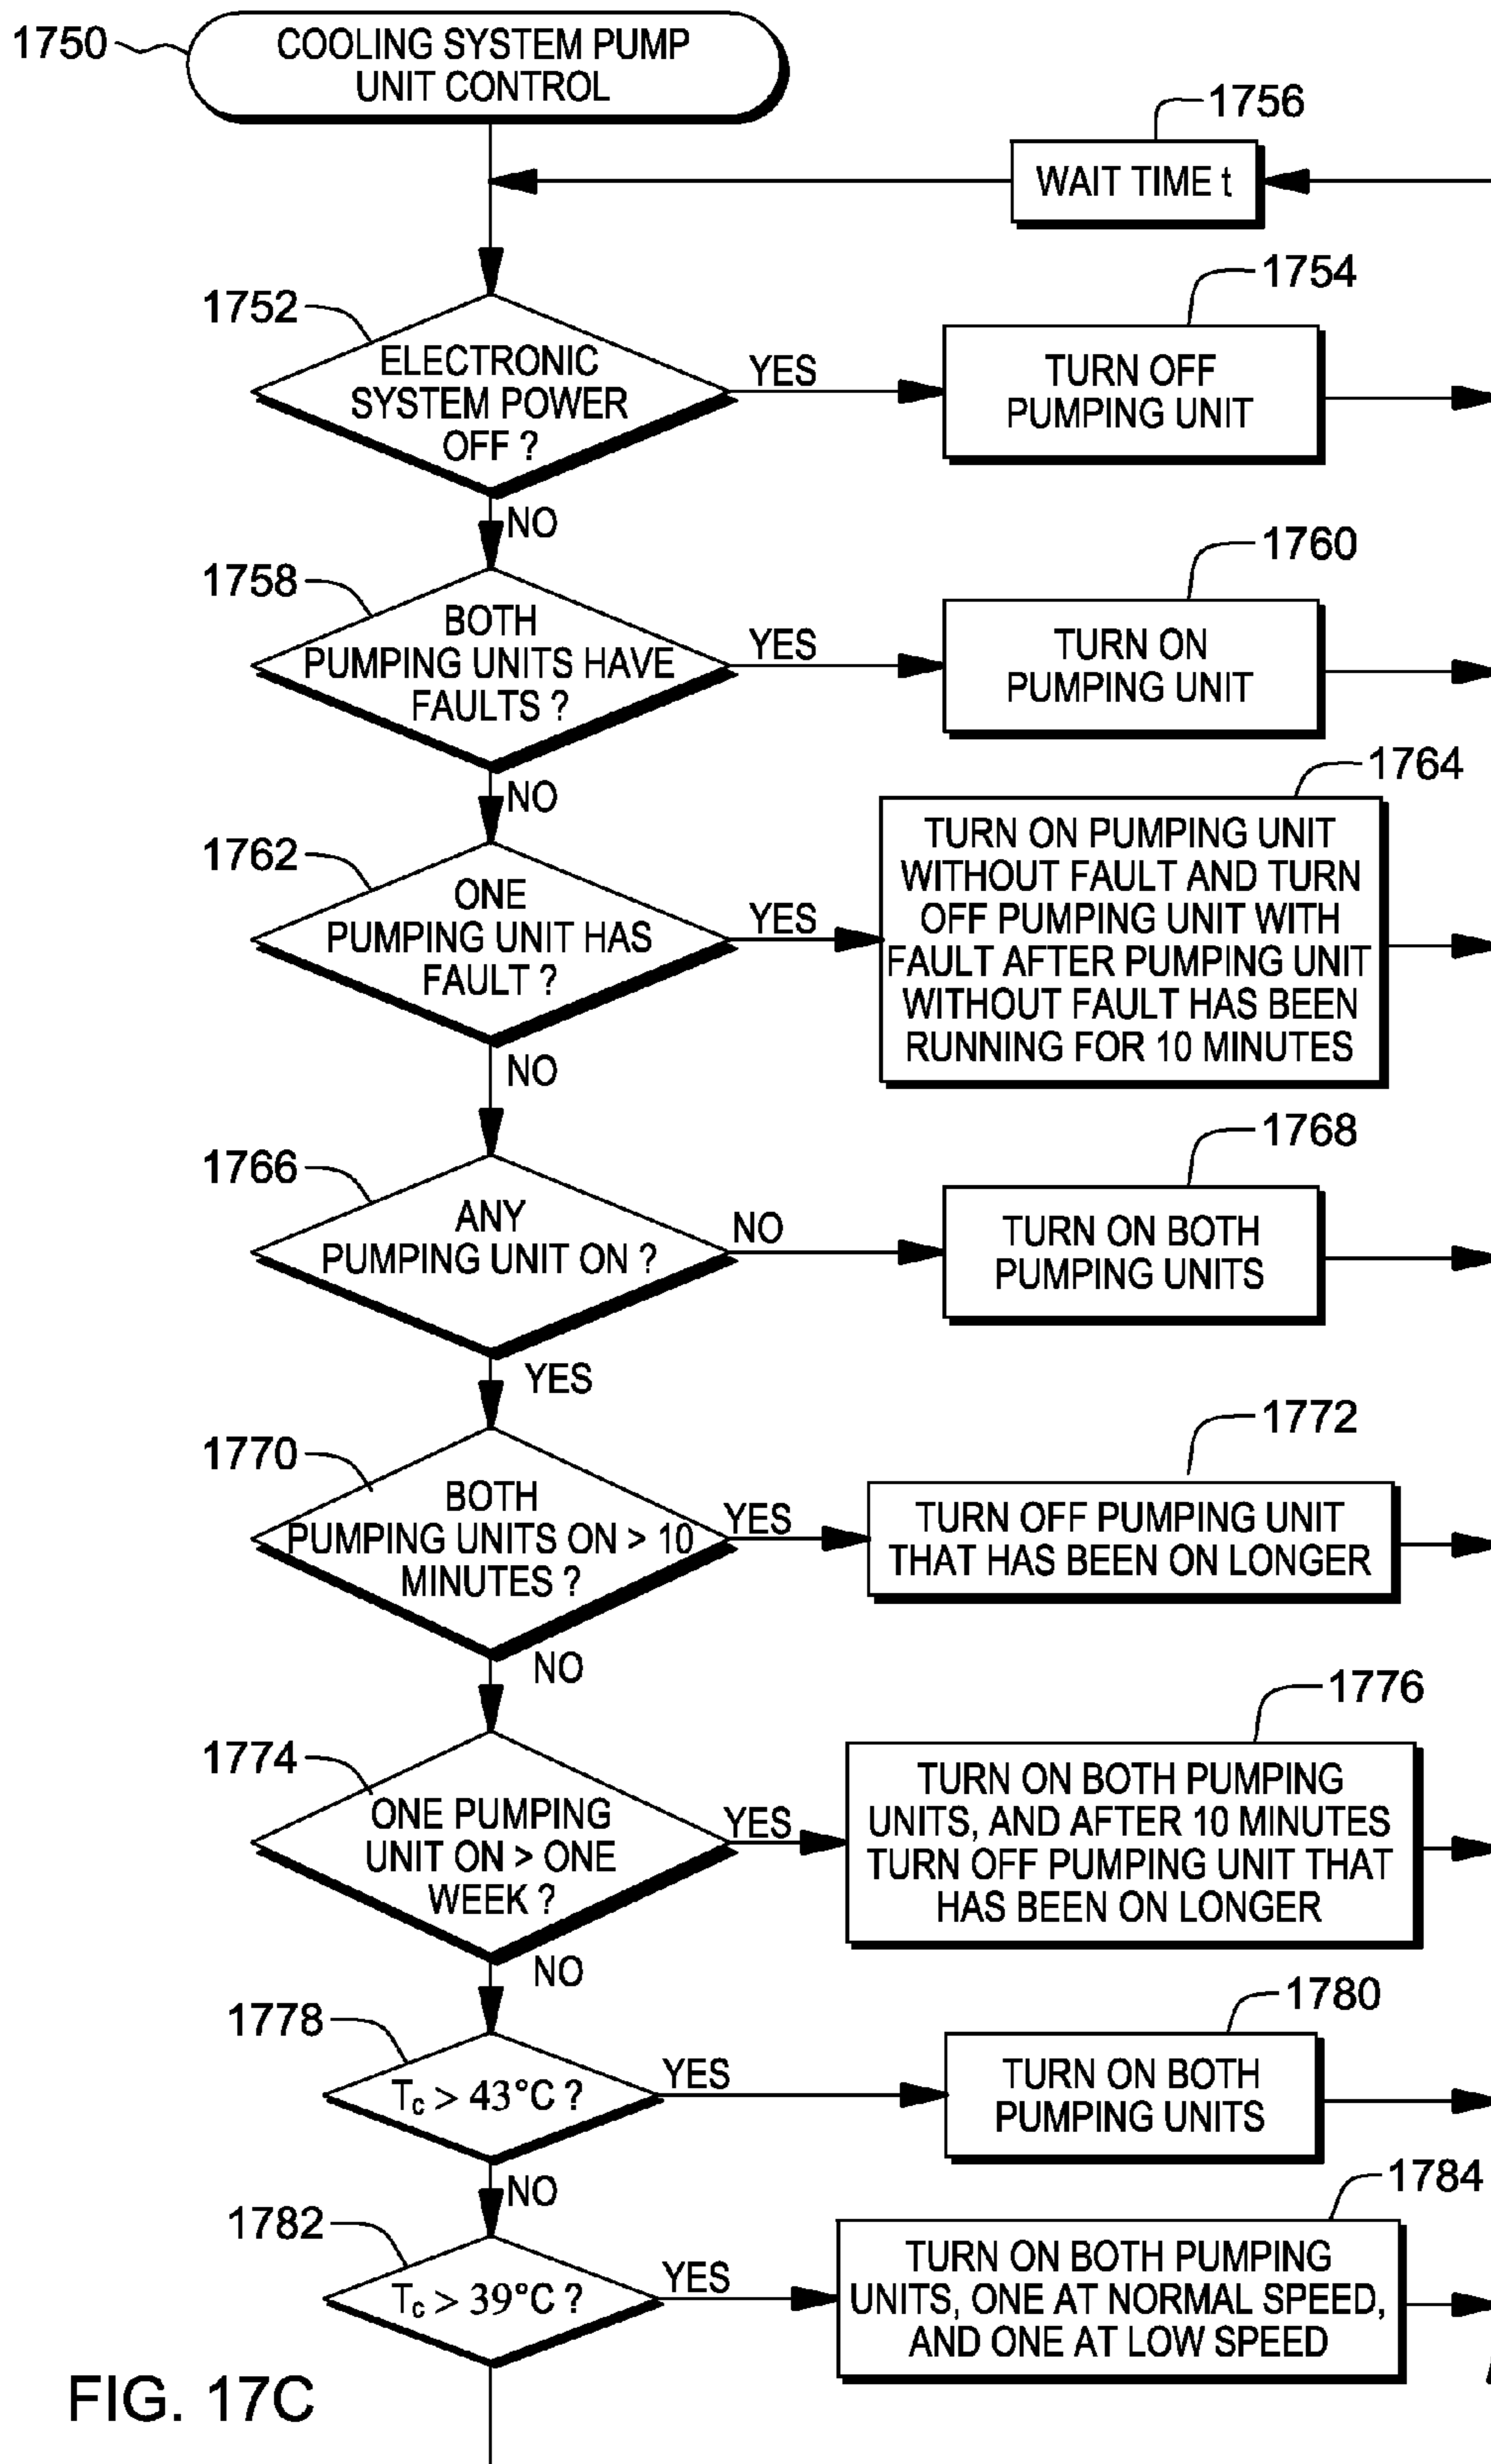 1750
COOLING SYSTEM PUMP
UNIT CONTROL
1756
WAIT TIME t
1752
ELECTRONIC
SYSTEM POWER
OFF ?
YES
1754
TURN OFF
PUMPING UNIT
NO
1758
BOTH
PUMPING UNITS HAVE
FAULTS ?
YES
1760
TURN ON
PUMPING UNIT
NO
1762
ONE
PUMPING UNIT HAS
FAULT ?
YES
1764
TURN ON PUMPING UNIT
WITHOUT FAULT AND TURN
OFF PUMPING UNIT WITH
FAULT AFTER PUMPING UNIT
WITHOUT FAULT HAS BEEN
RUNNING FOR 10 MINUTES
NO
1766
ANY
PUMPING UNIT ON ?
NO
1768
TURN ON BOTH
PUMPING UNITS
YES
1770
BOTH
PUMPING UNITS ON > 10
MINUTES ?
YES
1772
TURN OFF PUMPING UNIT
THAT HAS BEEN ON LONGER
NO
1774
ONE PUMPING
UNIT ON > ONE
WEEK ?
YES
1776
TURN ON BOTH PUMPING
UNITS, AND AFTER 10 MINUTES
TURN OFF PUMPING UNIT THAT
HAS BEEN ON LONGER
NO
1778
Tc > 43°C ?
YES
1780
TURN ON BOTH
PUMPING UNITS
NO
1782
Tc > 39°C ?
YES
1784
TURN ON BOTH PUMPING
UNITS, ONE AT NORMAL SPEED,
AND ONE AT LOW SPEED
FIG. 17C